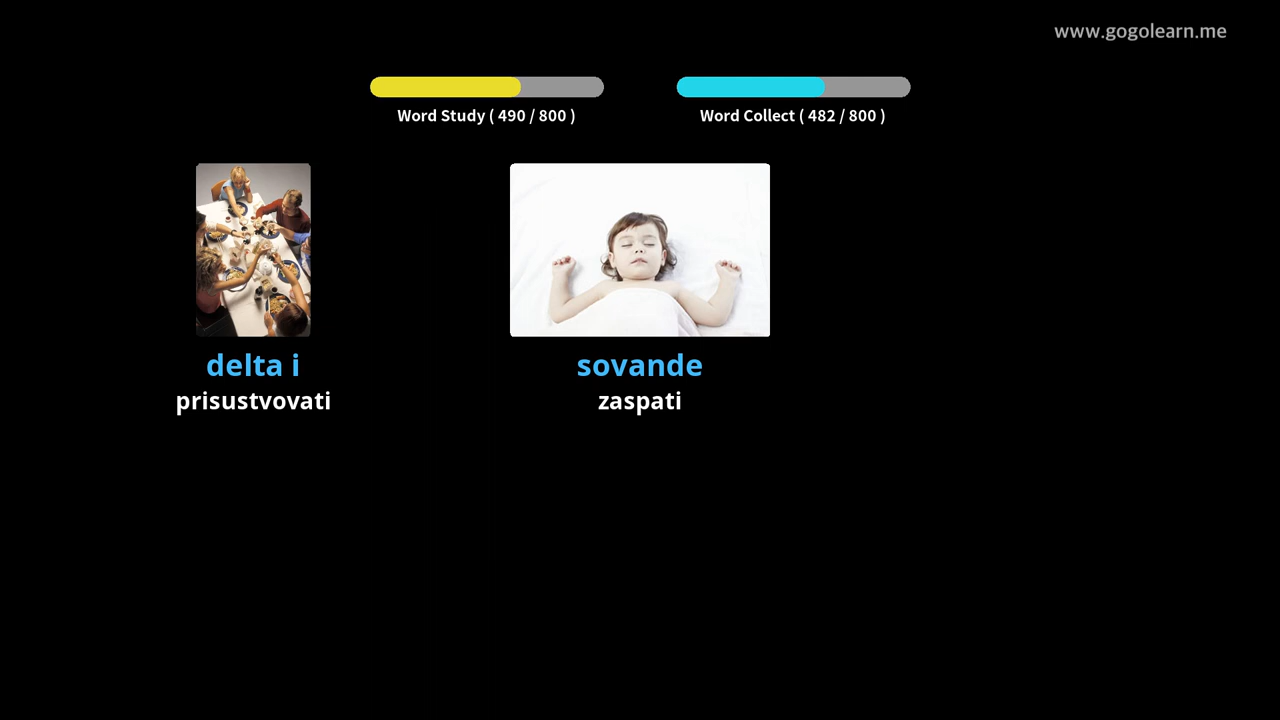 www.gogolearn.me
Word Study ( 490 / 800 )
Word Collect ( 482 / 800 )
delta i
prisustvovati
sovande
zaspati